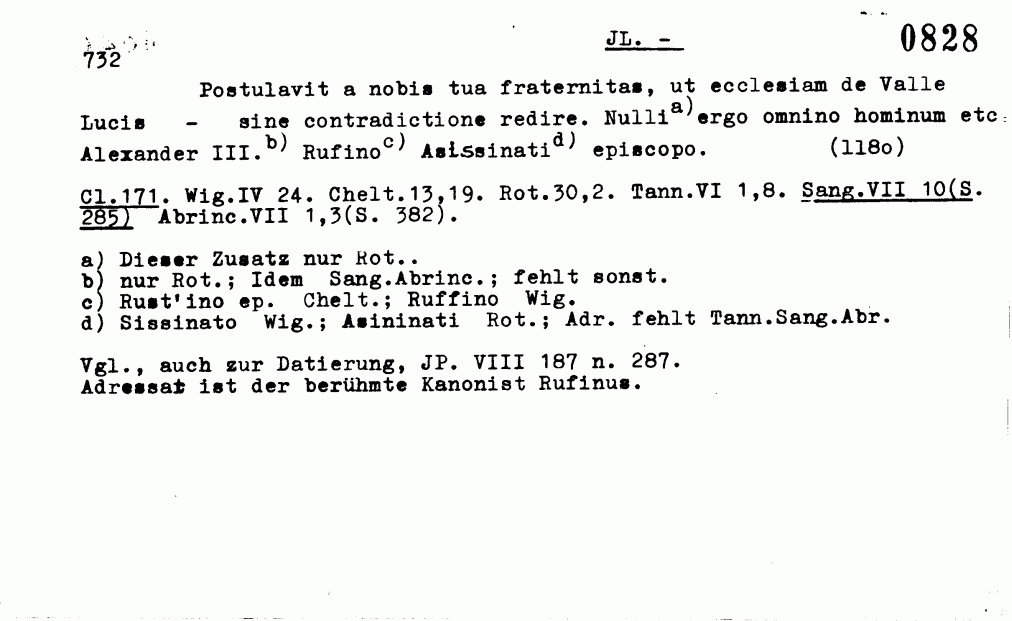 JL. - 0828
732
Postulavit a nobis tua fraternitas, ut ecclesiam de Valle
Lucis - sine contradictione redire. Nulli a) ergo omnino hominum etc.
Alexander III. b) Rufino c) Asissinati d) episcopo. (118o)
Cl.171. Wig.IV 24. Chelt.13,19. Rot.30,2. Tann.VI 1,8. Sang.VII 10(S.
285) Abrinc.VII 1,3(S. 382).
a) Dieser Zusatz nur Rot..
b) nur Rot.; Idem Sang.Abrinc.; fehlt sonst.
c) Rust'ino ep. Chelt.; Ruffino Wig.
d) Sissinato Wig.; Asininati Rot.; Adr. fehlt Tann.Sang.Abr.
Vgl., auch zur Datierung, JP. VIII 187 n. 287.
Adressat ist der berühmte Kanonist Rufinus.